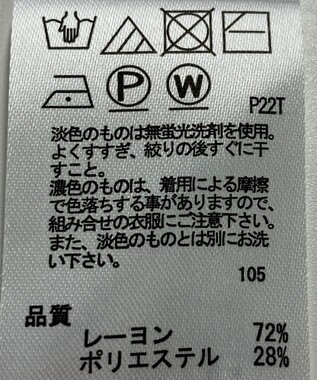 P W
P22T
淡色のものは無蛍光洗剤を使用。
よくすすぎ、絞りの後すぐに干
すこと。
濃色のものは、着用による摩擦
で色落ちする事がありますので、
組み合せの衣服にご注意下さい。
また、淡色のものとは別にお洗
い下さい。
105
品質
レーヨン 72%
ポリエステル 28%